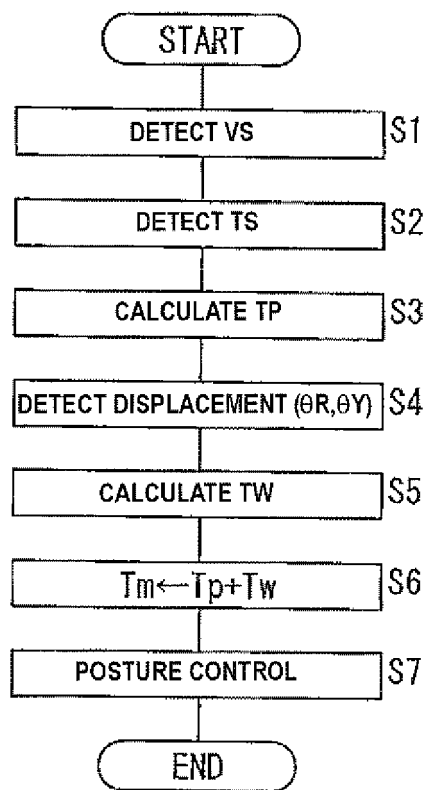 START
DETECT VS S1
DETECT TS S2
CALCULATE TP S3
DETECT DISPLACEMENT (θR,θY) S4
CALCULATE TW S5
Tm←Tp+Tw S6
POSTURE CONTROL S7
END